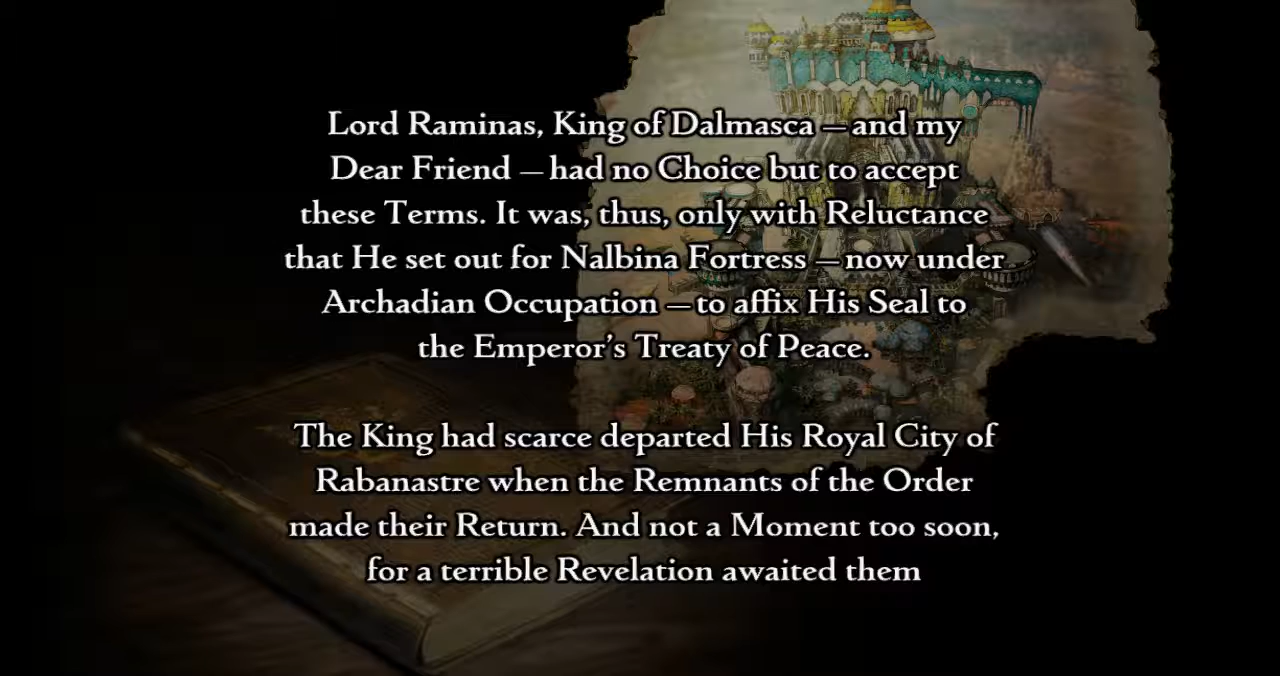 Lord Raminas, King of Dalmasca – and my
Dear Friend – had no Choice but to accept
these Terms. It was, thus, only with Reluctance
that He set out for Nalbina Fortress – now under
Archadian Occupation – to affix His Seal to
the Emperor's Treaty of Peace.
The King had scarce departed His Royal City of
Rabanastre when the Remnants of the Order
made their Return. And not a Moment too soon,
for a terrible Revelation awaited them